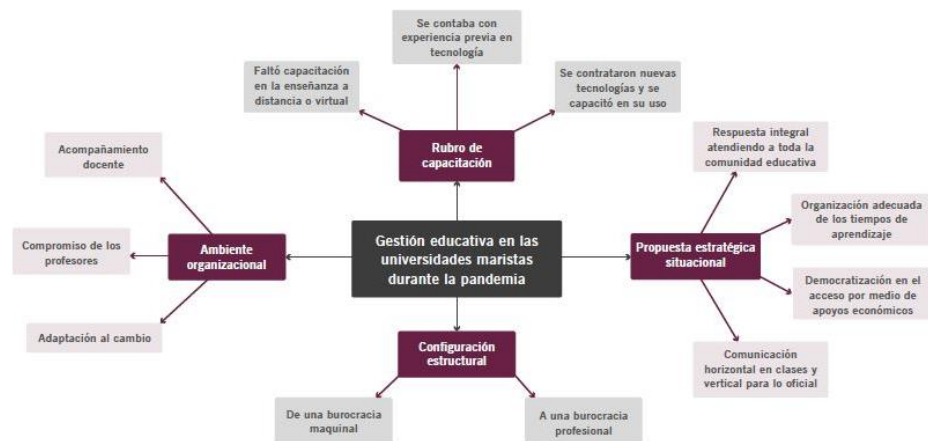 Se contaba con
experiencia previa en
tecnología
Faltó capacitación
en la enseñanza a
distancia o virtual
Se contrataron nuevas
tecnologías y se
capacitó en su uso
Rubro de
capacitación
Respuesta integral
atendiendo a toda la
comunidad educativa
Acompañamiento
docente
Organización adecuada
de los tiempos de
aprendizaje
Compromiso de los
profesores
Ambiente
organizacional
Gestión educativa en las
universidades maristas
durante la pandemia
Propuesta estratégica
situacional
Democratización en el
acceso por medio de
apoyos económicos
Adaptación al cambio
Configuración
estructural
Comunicación
horizontal en clases y
vertical para lo oficial
De una burocracia
maquinal
A una burocracia
profesional